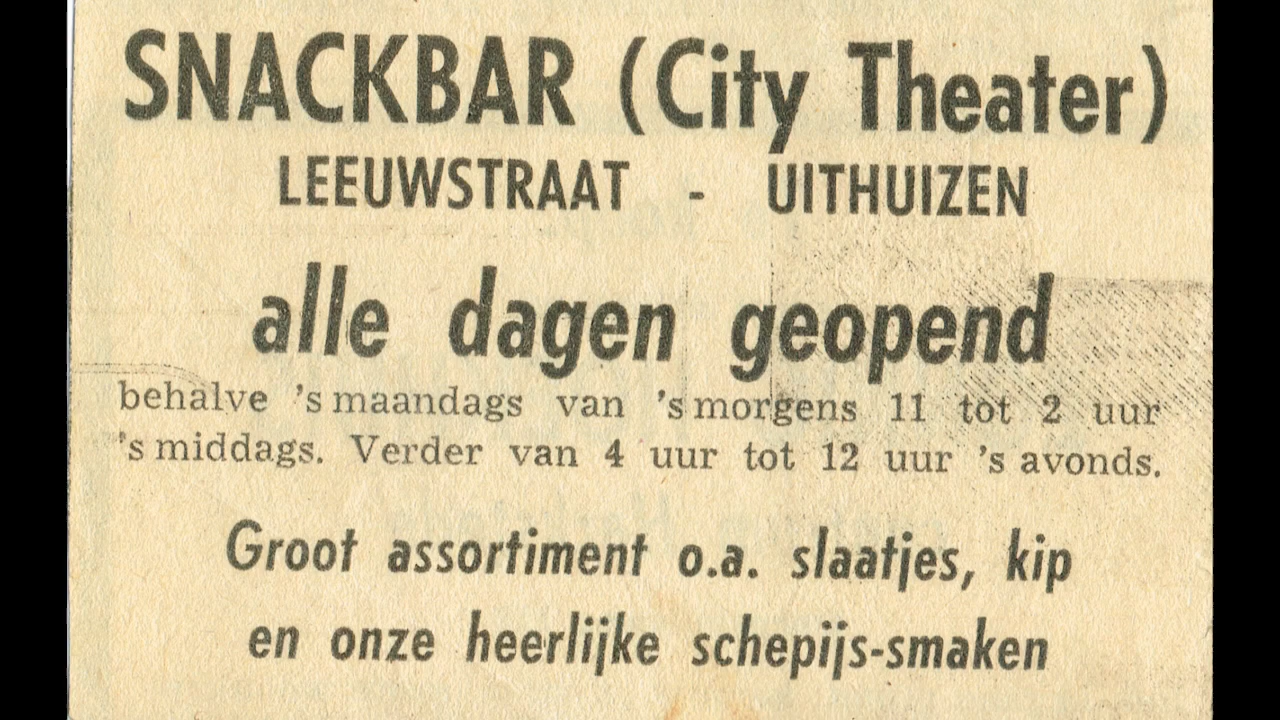 SNACKBAR (City Theater)
LEEUWSTRAAT - UITHUIZEN
alle dagen geopend
behalve 's maandags van 's morgens 11 tot 2 uur
's middags. Verder van 4 uur tot 12 uur 's avonds.
Groot assortiment o.a. slaatjes, kip
en onze heerlijke schepijs-smaken